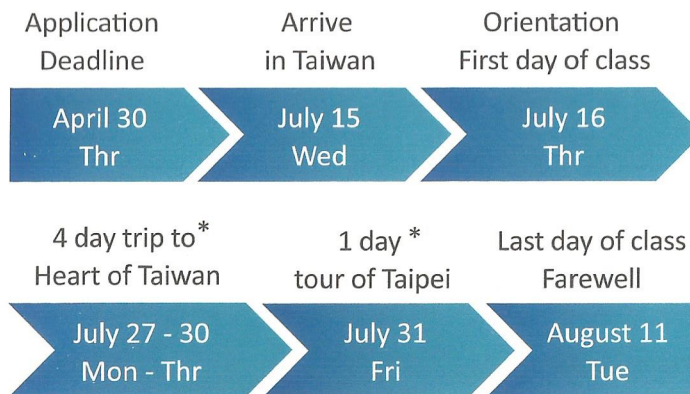 Application
Deadline
April 30
Thr
Arrive
in Taiwan
July 15
Wed
Orientation
First day of class
July 16
Thr
4 day trip to*
Heart of Taiwan
July 27 - 30
Mon - Thr
1 day *
tour of Taipei
July 31
Fri
Last day of class
Farewell
August 11
Tue